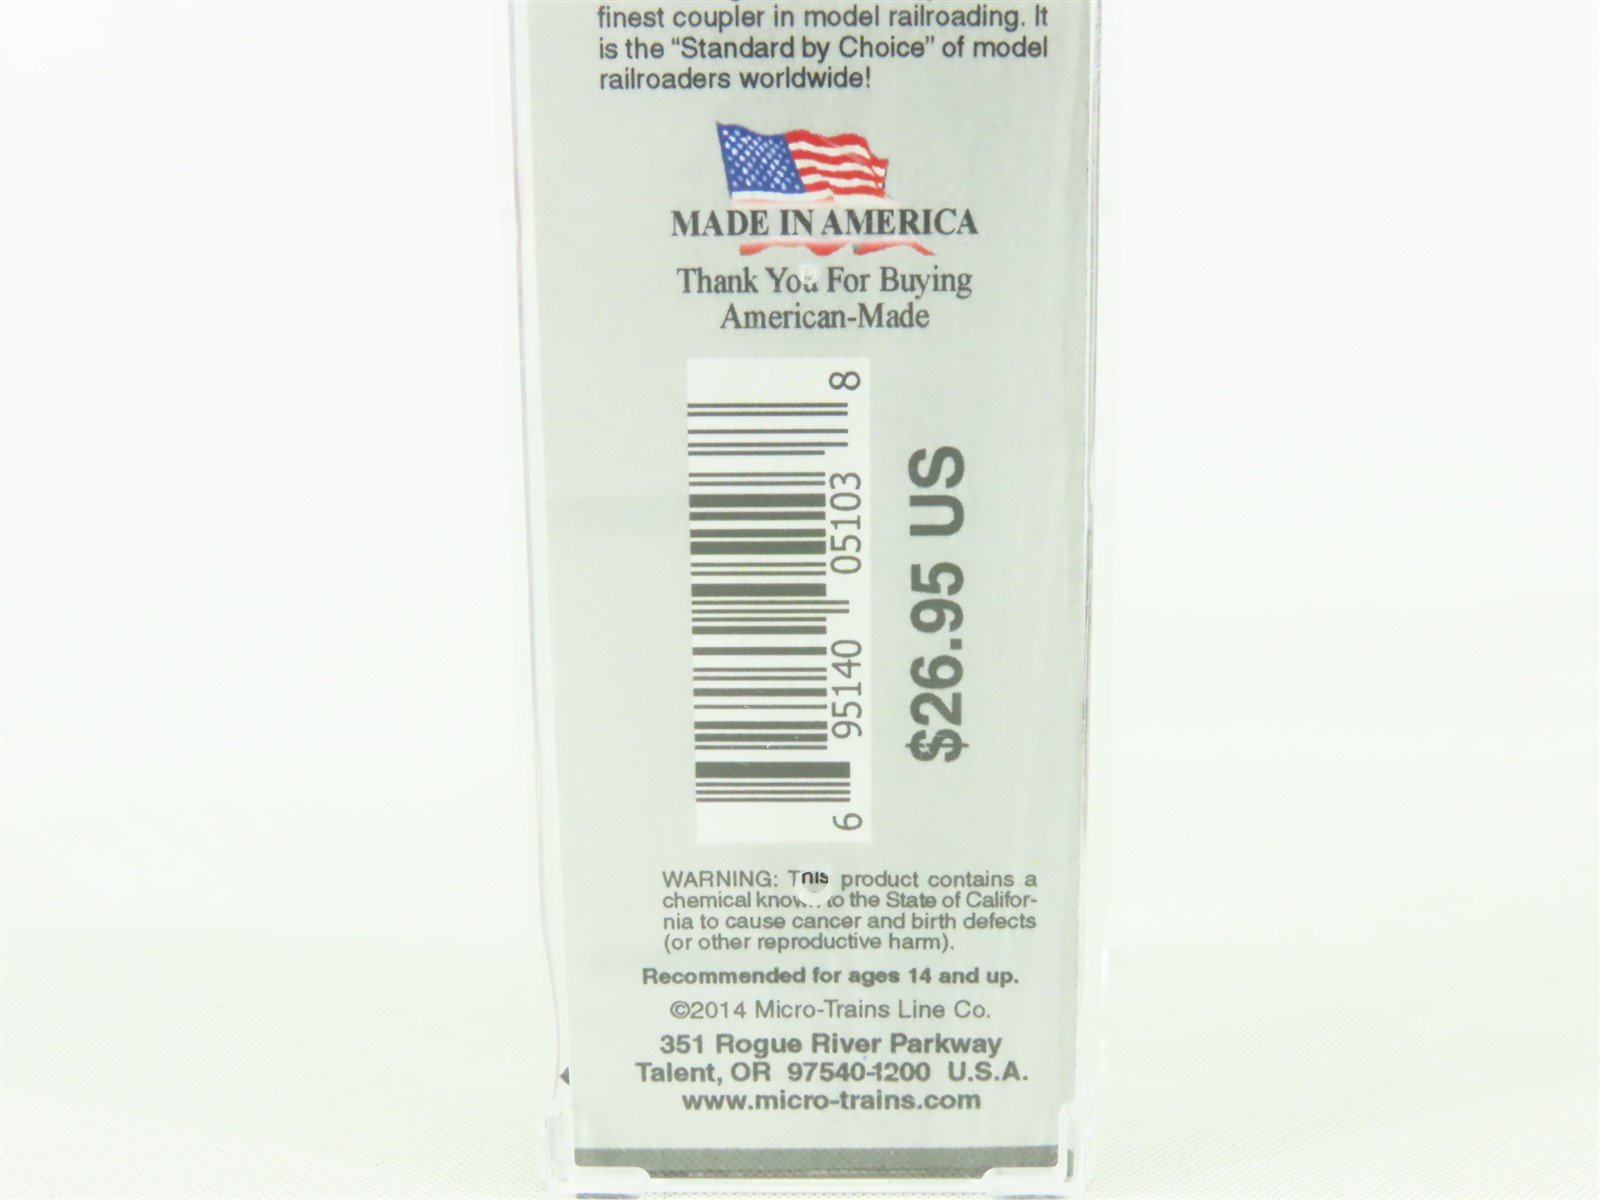 finest coupler in model railroading. It
is the “Standard by Choice” of model
railroaders worldwide!
MADE IN AMERICA
Thank You For Buying
American-Made
6 95140 05103 8
$26.95 US
WARNING: This product contains a
chemical known to the State of Califor-
nia to cause cancer and birth defects
(or other reproductive harm).
Recommended for ages 14 and up.
©2014 Micro-Trains Line Co.
351 Rogue River Parkway
Talent, OR 97540-1200 U.S.A.
www.micro-trains.com